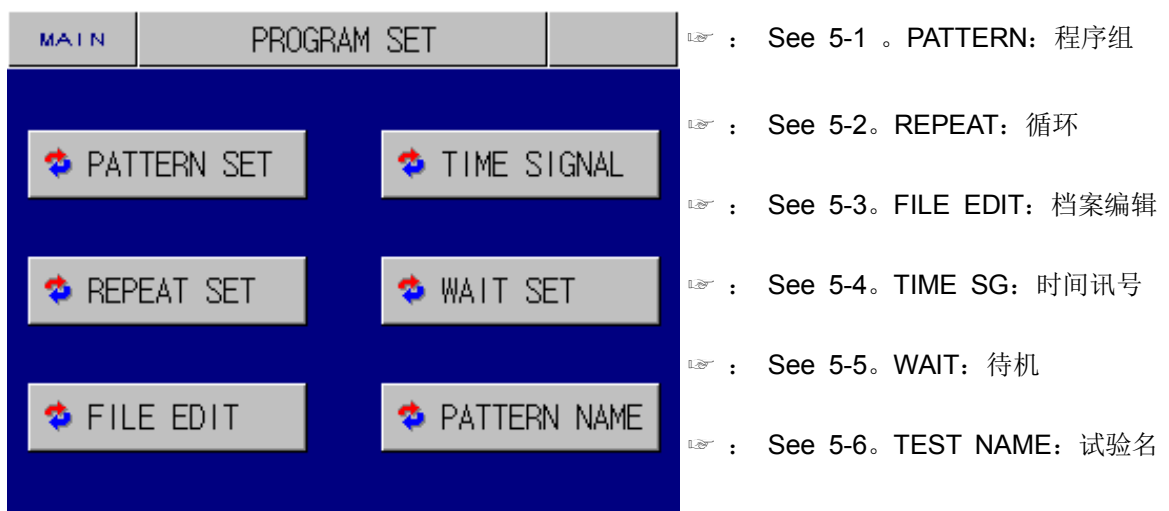 MAIN
PROGRAM SET
PATTERN SET
TIME SIGNAL
REPEAT SET
WAIT SET
FILE EDIT
PATTERN NAME
☞ : See 5-1 。PATTERN：程序组
☞ : See 5-2。REPEAT：循环
☞ : See 5-3。FILE EDIT：档案编辑
☞ : See 5-4。TIME SG：时间讯号
☞ : See 5-5。WAIT：待机
☞ : See 5-6。TEST NAME：试验名